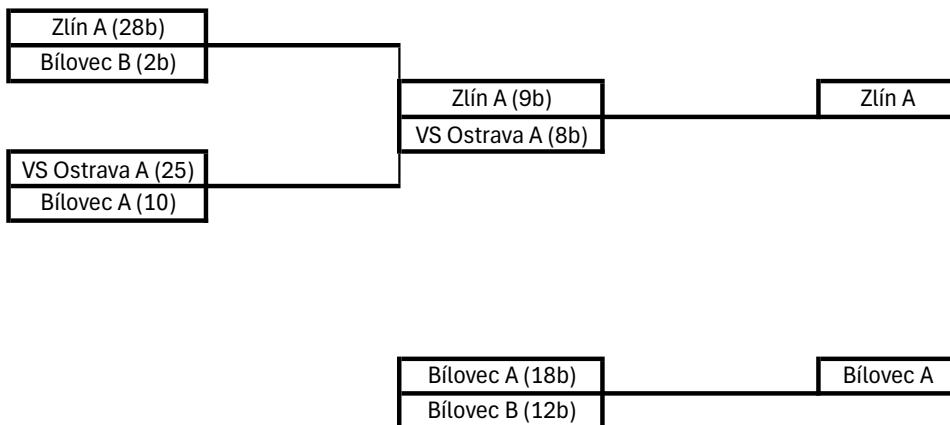 Zlín A (28b)
Bílovec B (2b)
Zlín A (9b)
Zlín A
VS Ostrava A (8b)
VS Ostrava A (25)
Bílovec A (10)
Bílovec A (18b)
Bílovec A
Bílovec B (12b)